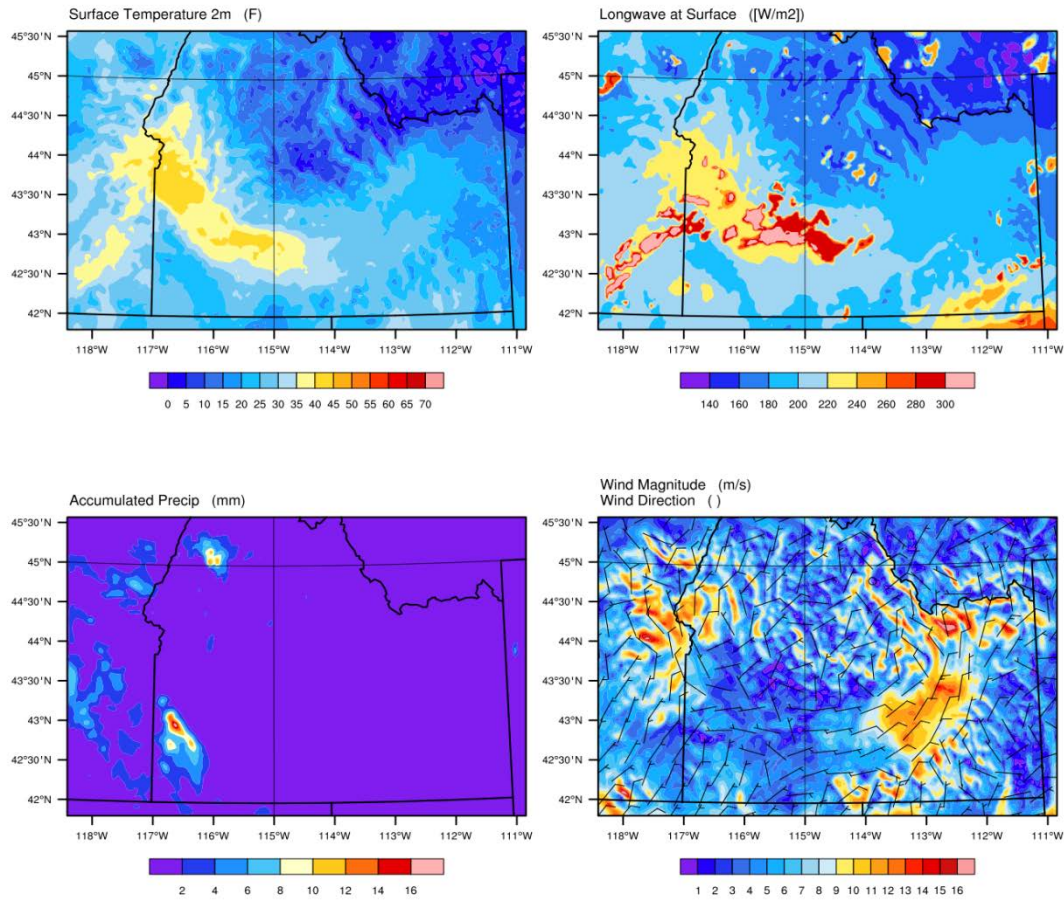 Surface Temperature 2m (F)
45°30'N
45°N
44°30'N
44°N
43°30'N
43°N
42°30'N
42°N
118°W 117°W 116°W 115°W 114°W 113°W 112°W 111°W
0 5 10 15 20 25 30 35 40 45 50 55 60 65 70
Longwave at Surface ([W/m2])
45°30'N
45°N
44°30'N
44°N
43°30'N
43°N
42°30'N
42°N
118°W 117°W 116°W 115°W 114°W 113°W 112°W 111°W
140 160 180 200 220 240 260 280 300
Accumulated Precip (mm)
45°30'N
45°N
44°30'N
44°N
43°30'N
43°N
42°30'N
42°N
118°W 117°W 116°W 115°W 114°W 113°W 112°W 111°W
2 4 6 8 10 12 14 16
Wind Magnitude (m/s)
Wind Direction ( )
45°30'N
45°N
44°30'N
44°N
43°30'N
43°N
42°30'N
42°N
118°W 117°W 116°W 115°W 114°W 113°W 112°W 111°W
1 2 3 4 5 6 7 8 9 10 11 12 13 14 15 16